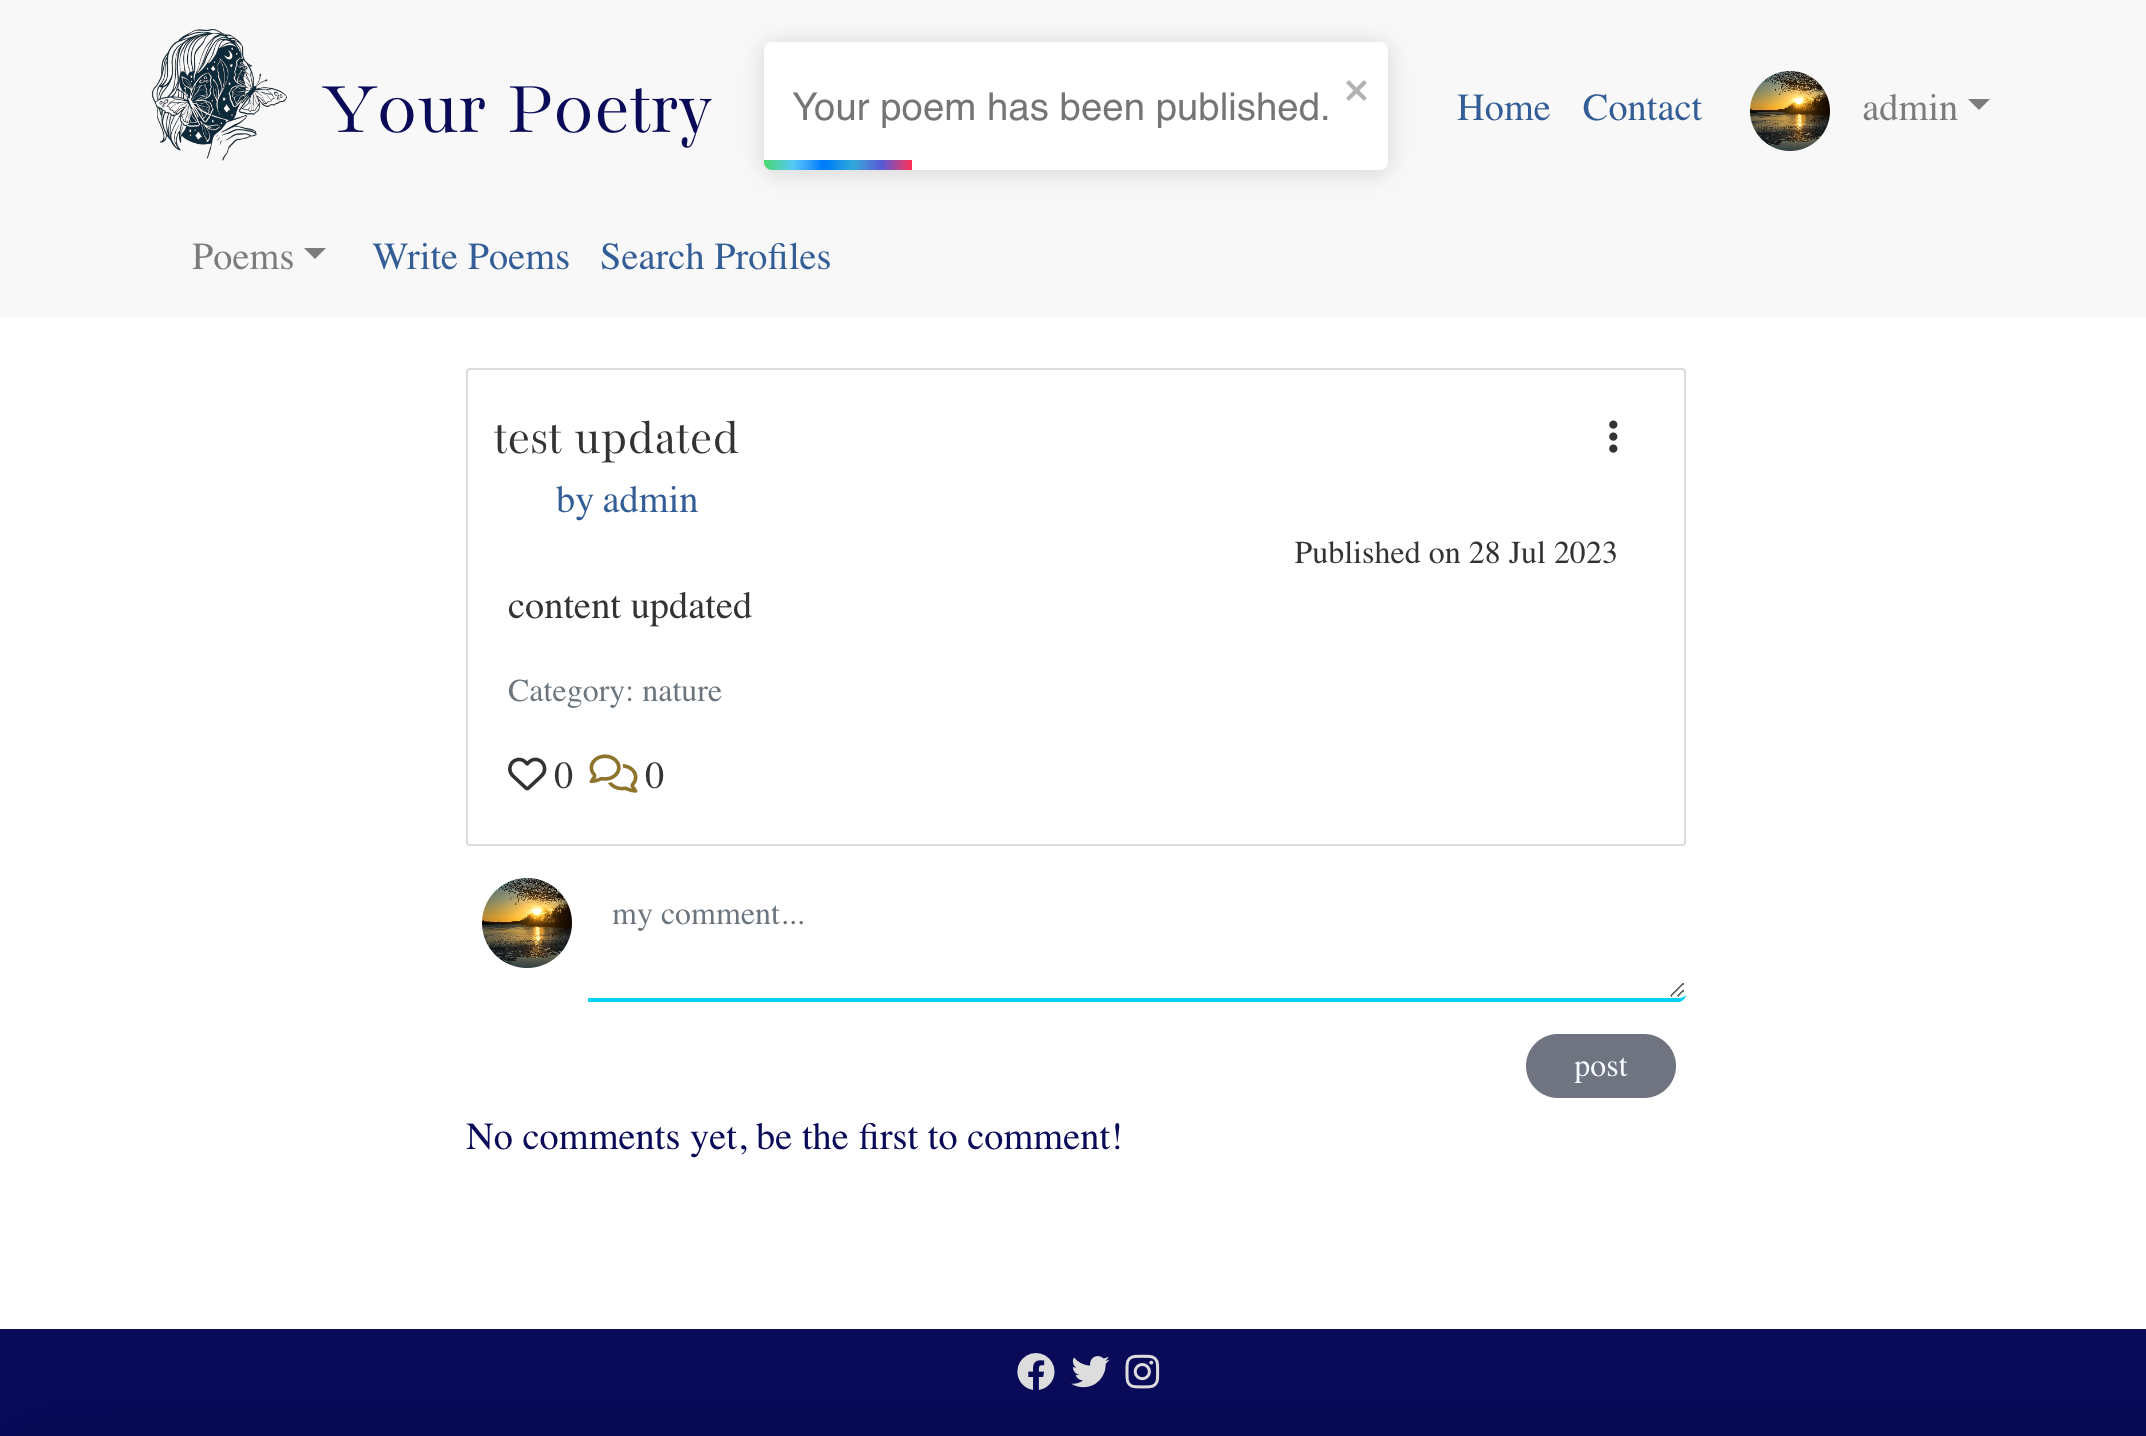 Your Poetry
Your poem has been published. ×
Home Contact admin
Poems Write Poems Search Profiles
test updated
by admin
Published on 28 Jul 2023
content updated
Category: nature
0 0
my comment...
post
No comments yet, be the first to comment!